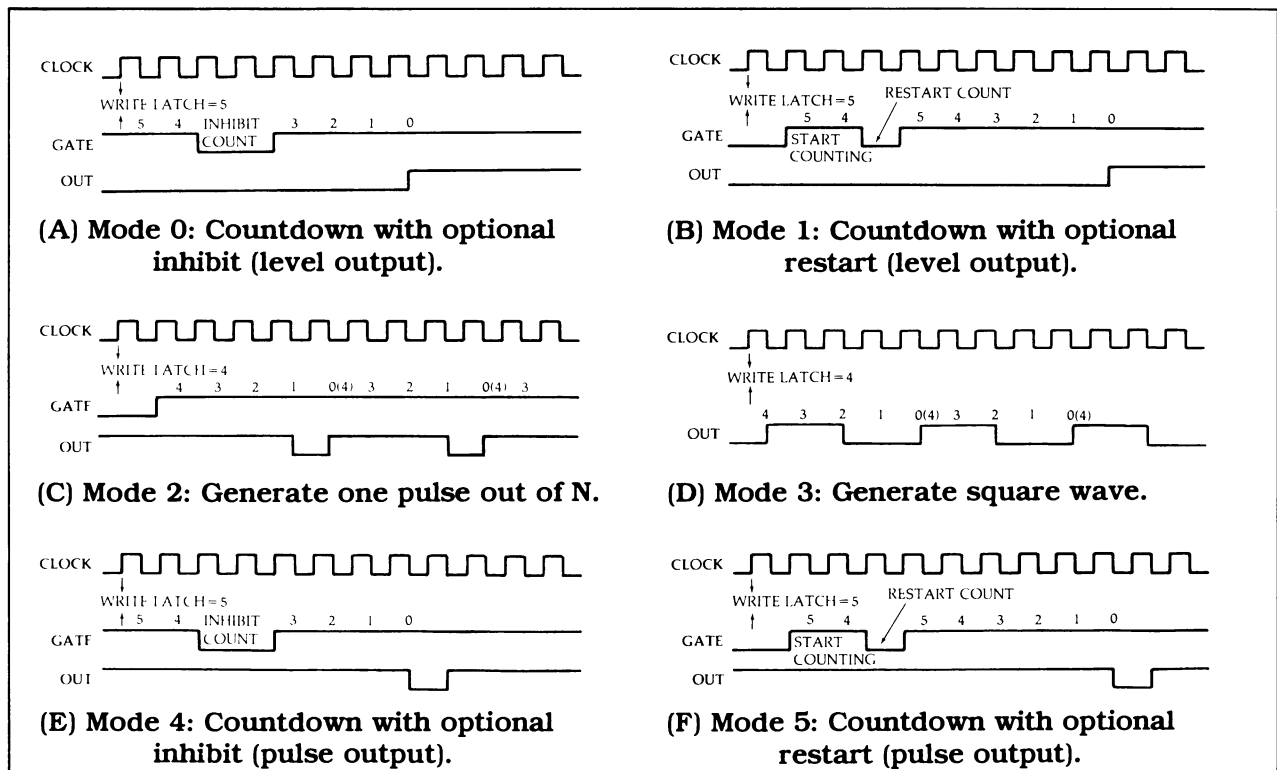 CLOCK
WRITE LATCH=5
5 4 INHIBIT COUNT 3 2 1 0
GATE
OUT
(A) Mode 0: Countdown with optional
inhibit (level output).
CLOCK
RESTART COUNT
WRITE LATCH=5
5 4 5 4 3 2 1 0
GATE START
COUNTING
OUT
(B) Mode 1: Countdown with optional
restart (level output).
CLOCK
WRITE LATCH=4
4 3 2 1 0(4) 3 2 1 0(4) 3
GATE
OUT
(C) Mode 2: Generate one pulse out of N.
CLOCK
WRITE LATCH=4
4 3 2 1 0(4) 3 2 1 0(4)
OUT
(D) Mode 3: Generate square wave.
CLOCK
WRITE LATCH=5
5 4 INHIBIT COUNT 3 2 1 0
GATE
OUT
(E) Mode 4: Countdown with optional
inhibit (pulse output).
CLOCK
RESTART COUNT
WRITE LATCH=5
5 4 5 4 3 2 1 0
GATE START
COUNTING
OUT
(F) Mode 5: Countdown with optional
restart (pulse output).